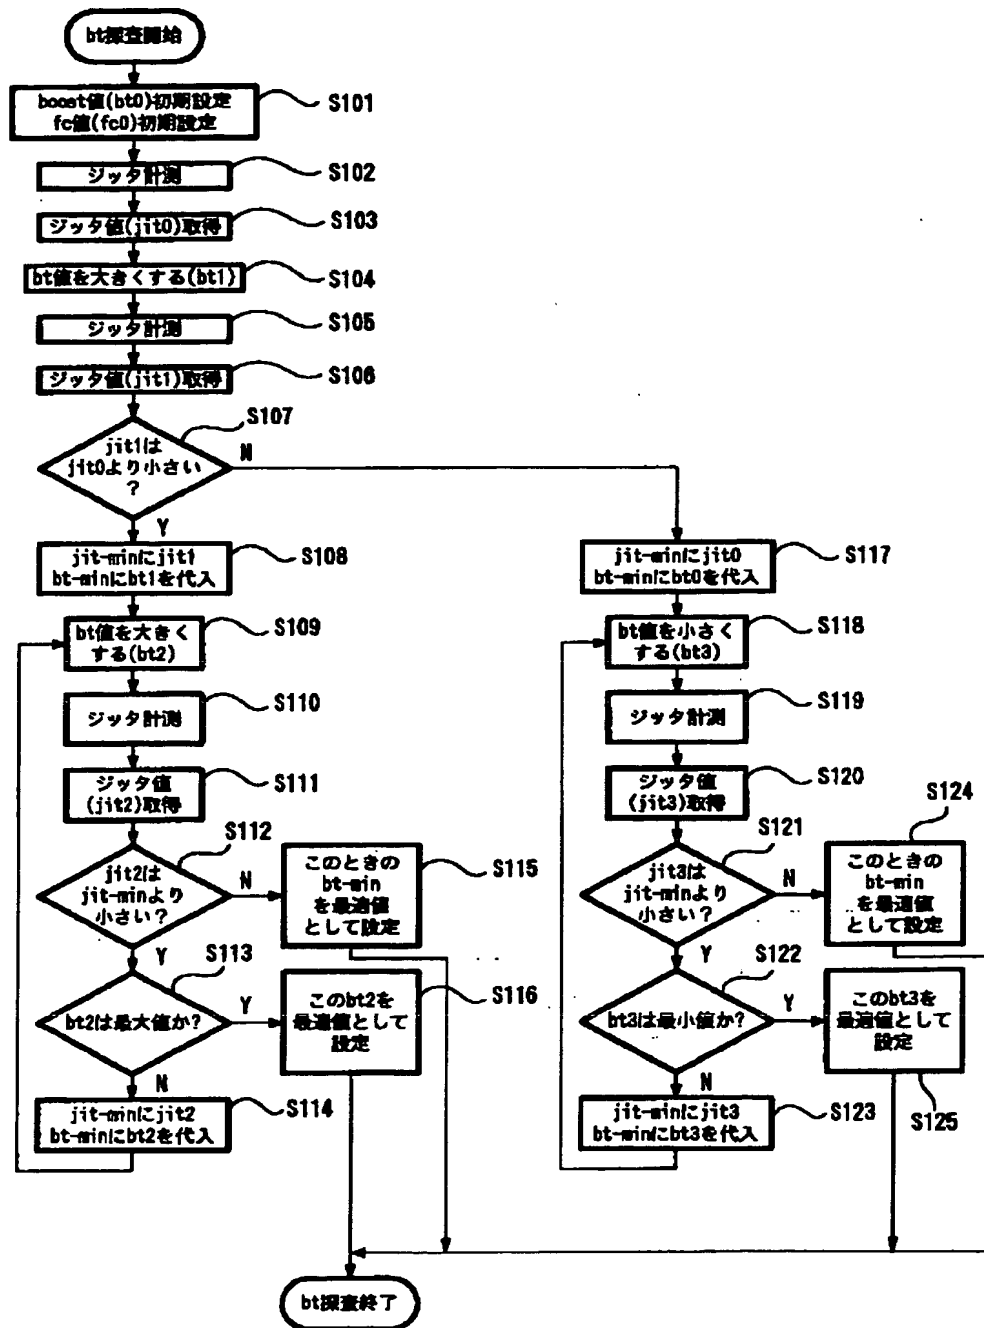 bt探査開始
boost値(bt0)初期設定
fc値(fc0)初期設定
S101
ジッタ計測
S102
ジッタ値(jit0)取得
S103
bt値を大きくする(bt1)
S104
ジッタ計測
S105
ジッタ値(jit1)取得
S106
S107
jit1は
jit0より小さい
?
N
Y
jit-minにjit1
bt-minにbt1を代入
S108
bt値を大きく
する(bt2)
S109
ジッタ計測
S110
ジッタ値
(jit2)取得
S111
S112
jit2は
jit-minより
小さい?
N
Y
このときの
bt-min
を最適値
として設定
S115
S113
bt2は最大値か?
Y
N
このbt2を
最適値として
設定
S116
jit-minにjit2
bt-minにbt2を代入
S114
jit-minにjit0
bt-minにbt0を代入
S117
bt値を小さく
する(bt3)
S118
ジッタ計測
S119
ジッタ値
(jit3)取得
S120
S121
jit3は
jit-minより
小さい?
N
Y
S124
このときの
bt-min
を最適値
として設定
S122
bt3は最小値か?
Y
N
このbt3を
最適値として
設定
S125
jit-minにjit3
bt-minにbt3を代入
S123
bt探査終了